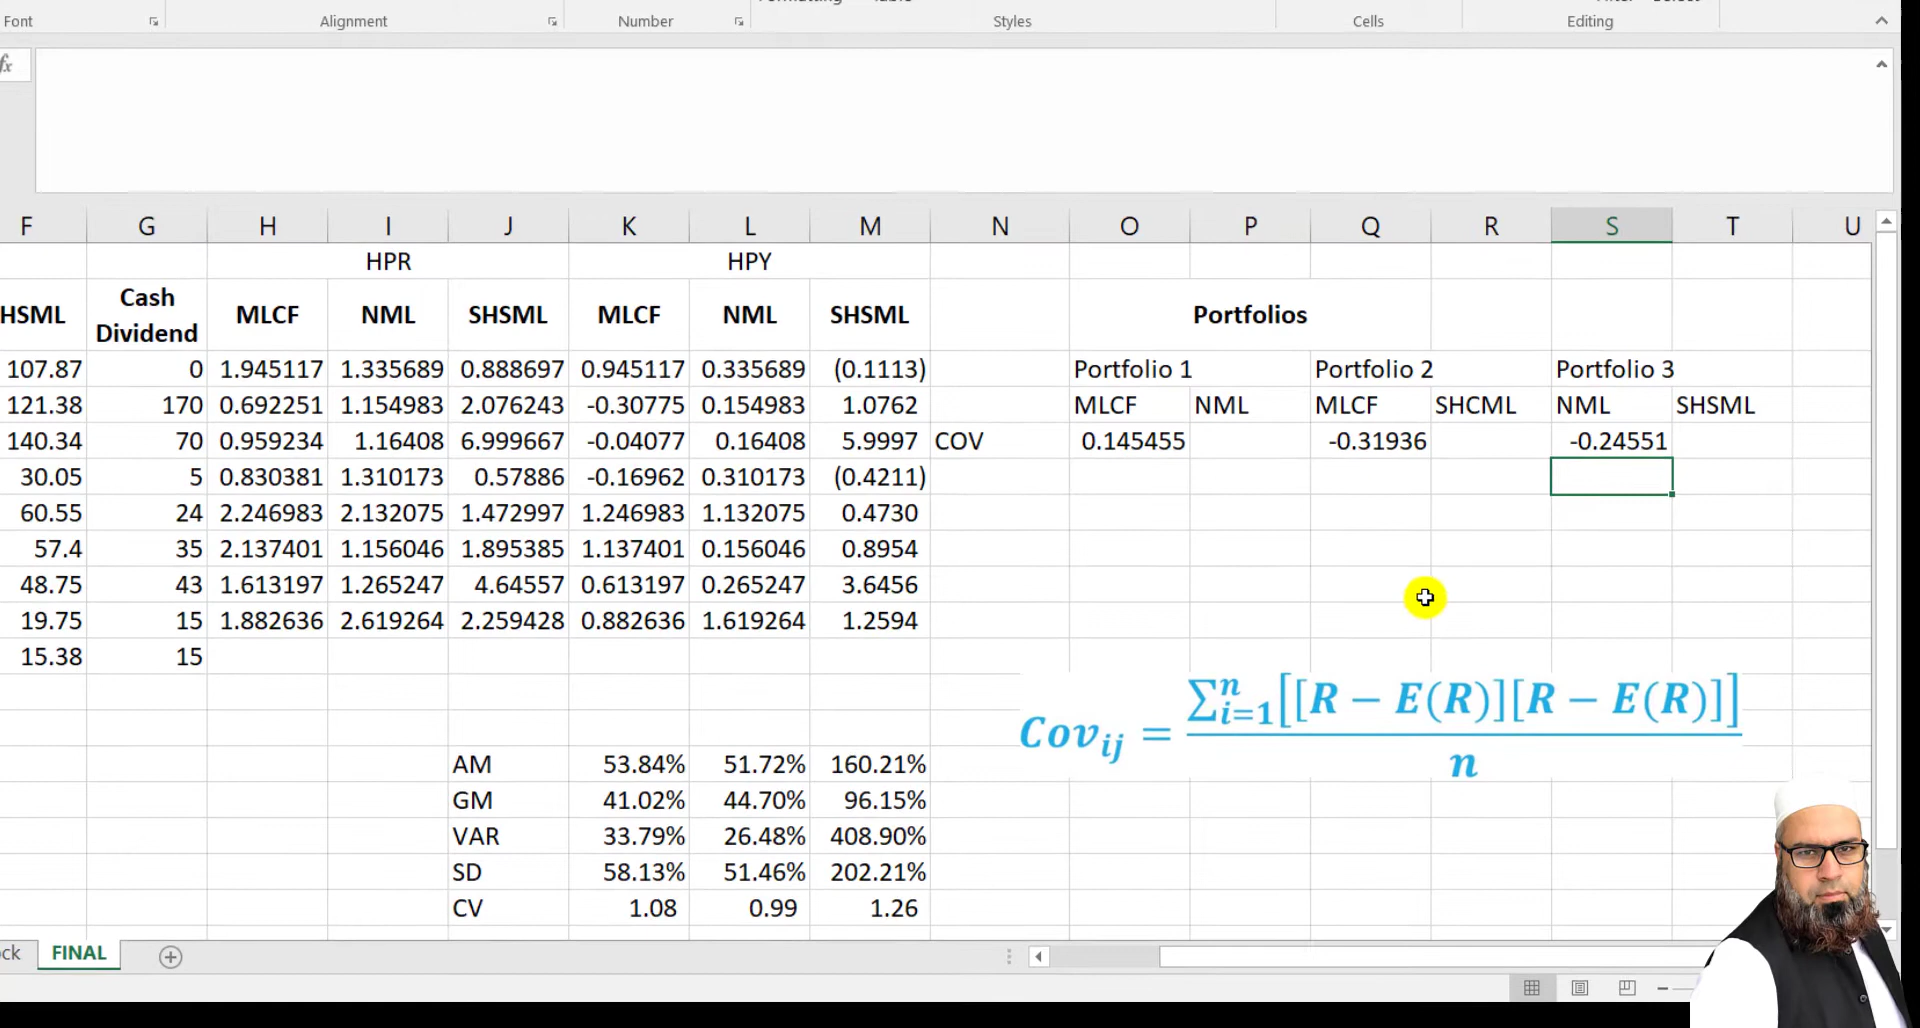 Font Alignment Number Styles Cells Editing
fx
F G H I J K L M N O P Q R S T U
HPR HPY
HSML Cash Dividend MLCF NML SHSML MLCF NML SHSML Portfolios
107.87 0 1.945117 1.335689 0.888697 0.945117 0.335689 (0.1113) Portfolio 1 Portfolio 2 Portfolio 3
121.38 170 0.692251 1.154983 2.076243 -0.30775 0.154983 1.0762 MLCF NML MLCF SHCML NML SHSML
140.34 70 0.959234 1.16408 6.999667 -0.04077 0.16408 5.9997 COV 0.145455 -0.31936 -0.24551
30.05 5 0.830381 1.310173 0.57886 -0.16962 0.310173 (0.4211)
60.55 24 2.246983 2.132075 1.472997 1.246983 1.132075 0.4730
57.4 35 2.137401 1.156046 1.895385 1.137401 0.156046 0.8954
48.75 43 1.613197 1.265247 4.64557 0.613197 0.265247 3.6456
19.75 15 1.882636 2.619264 2.259428 0.882636 1.619264 1.2594
15.38 15
Cov_ij = Σ^n_i=1[[R − E(R)][R − E(R)]] / n
AM 53.84% 51.72% 160.21%
GM 41.02% 44.70% 96.15%
VAR 33.79% 26.48% 408.90%
SD 58.13% 51.46% 202.21%
CV 1.08 0.99 1.26
ck FINAL